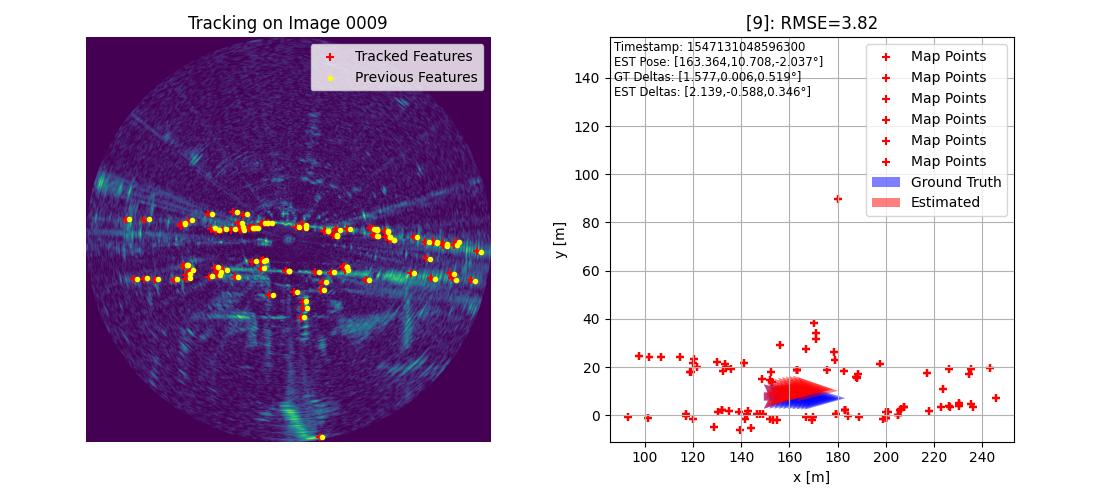 Tracking on Image 0009
Tracked Features
Previous Features
[9]: RMSE=3.82
Timestamp: 1547131048596300
EST Pose: [163.364,10.708,-2.037°]
GT Deltas: [1.577,0.006,0.519°]
EST Deltas: [2.139,-0.588,0.346°]
Map Points
Map Points
Map Points
Map Points
Map Points
Map Points
Ground Truth
Estimated
140
120
100
80
60
40
20
0
y [m]
100 120 140 160 180 200 220 240
x [m]